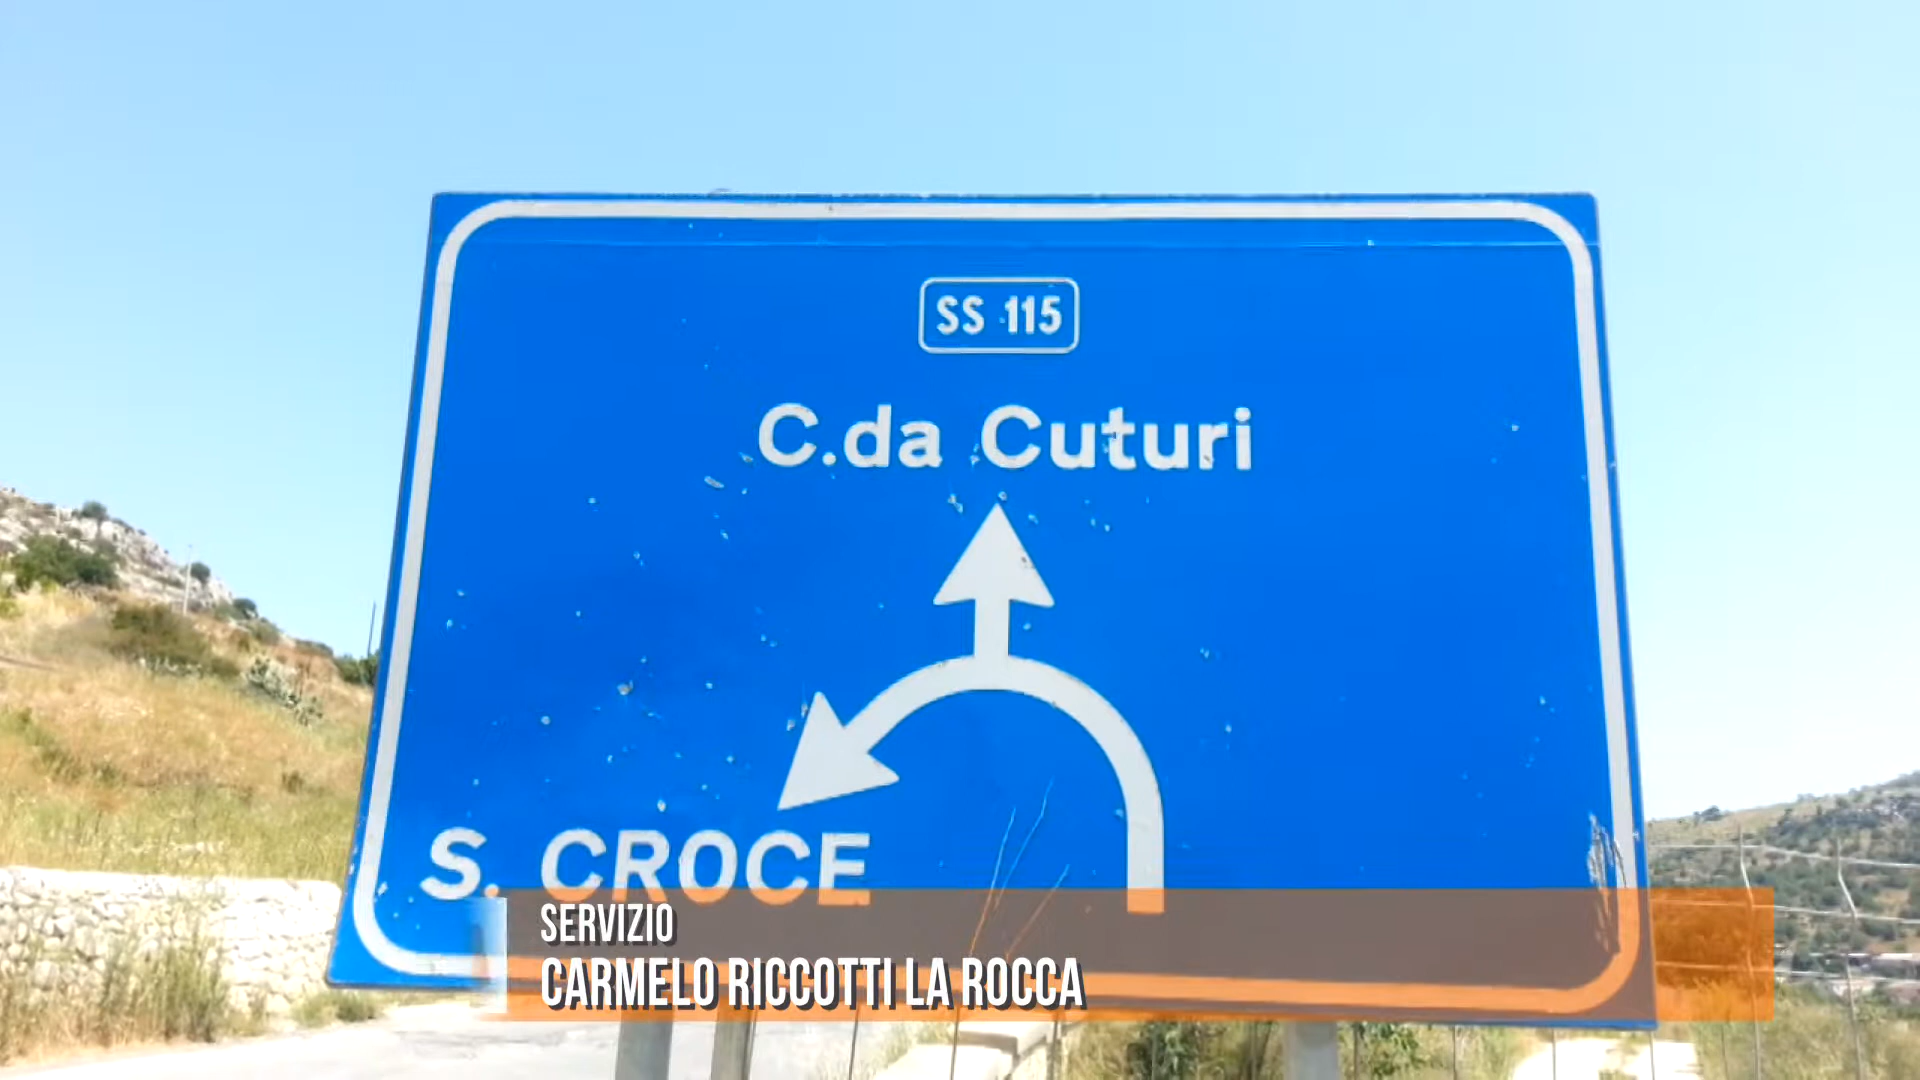 SS 115
C.da Cuturi
S. CROCE
SERVIZIO
CARMELO RICCOTTI LA ROCCA